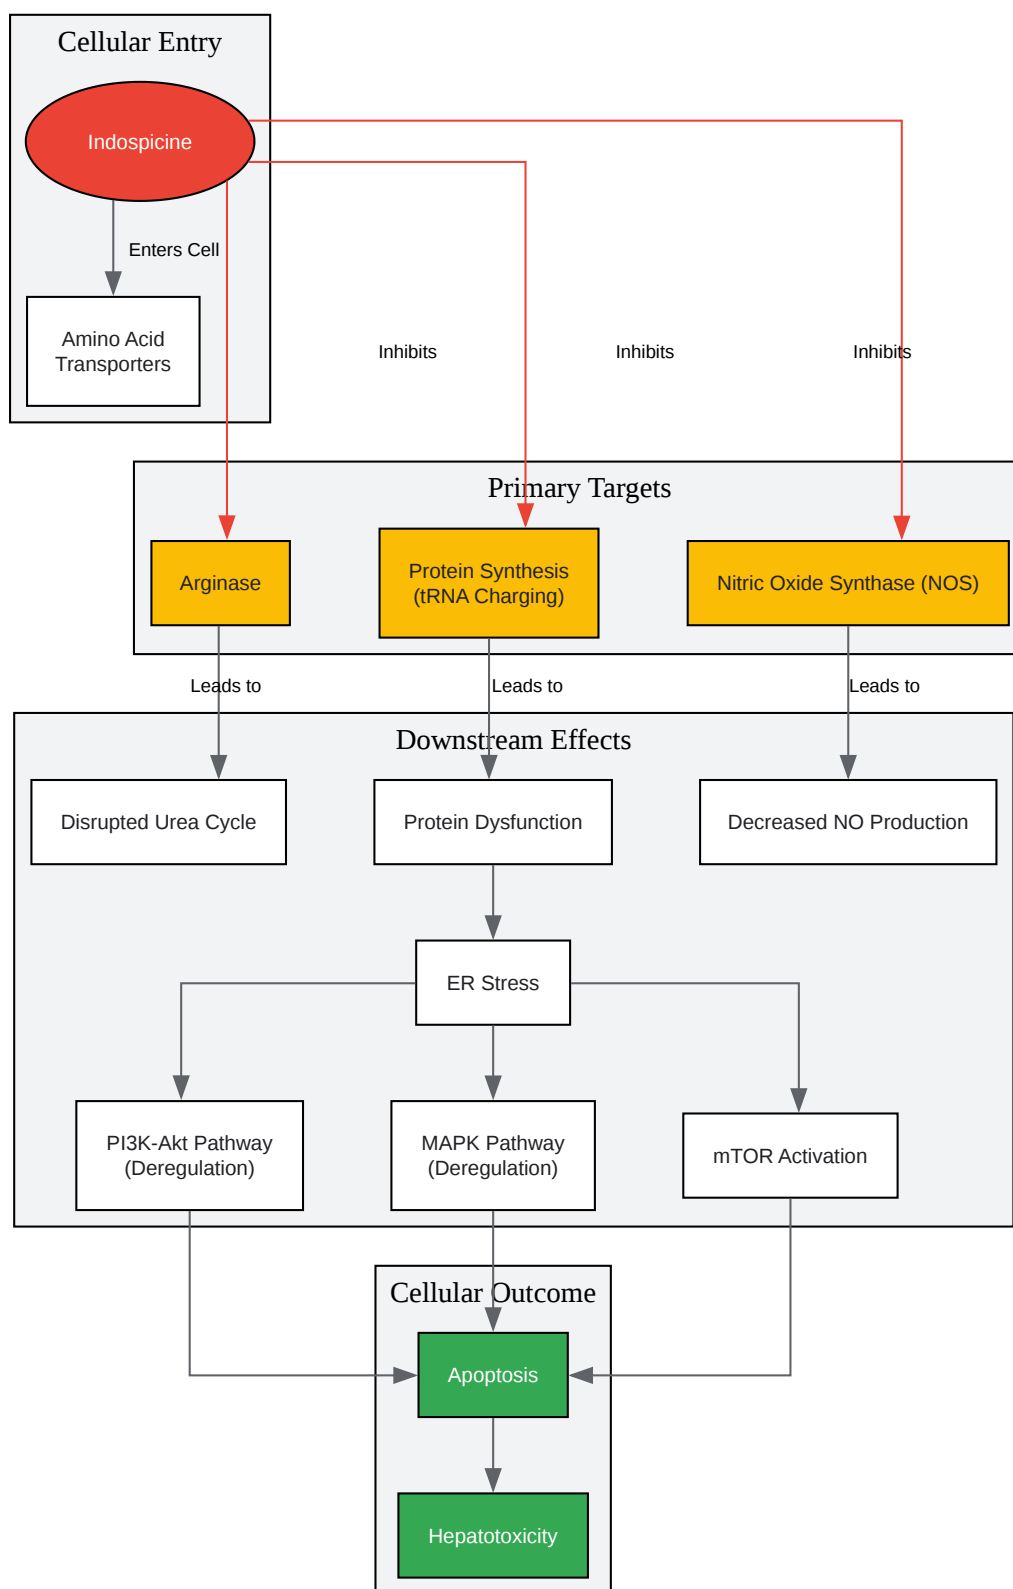 Cellular Entry
Indospicine
Enters Cell
Amino Acid
Transporters
Inhibits
Inhibits
Inhibits
Primary Targets
Arginase
Protein Synthesis
(tRNA Charging)
Nitric Oxide Synthase (NOS)
Leads to
Leads to
Leads to
Downstream Effects
Disrupted Urea Cycle
Protein Dysfunction
Decreased NO Production
ER Stress
PI3K-Akt Pathway
(Deregulation)
MAPK Pathway
(Deregulation)
mTOR Activation
Cellular Outcome
Apoptosis
Hepatotoxicity